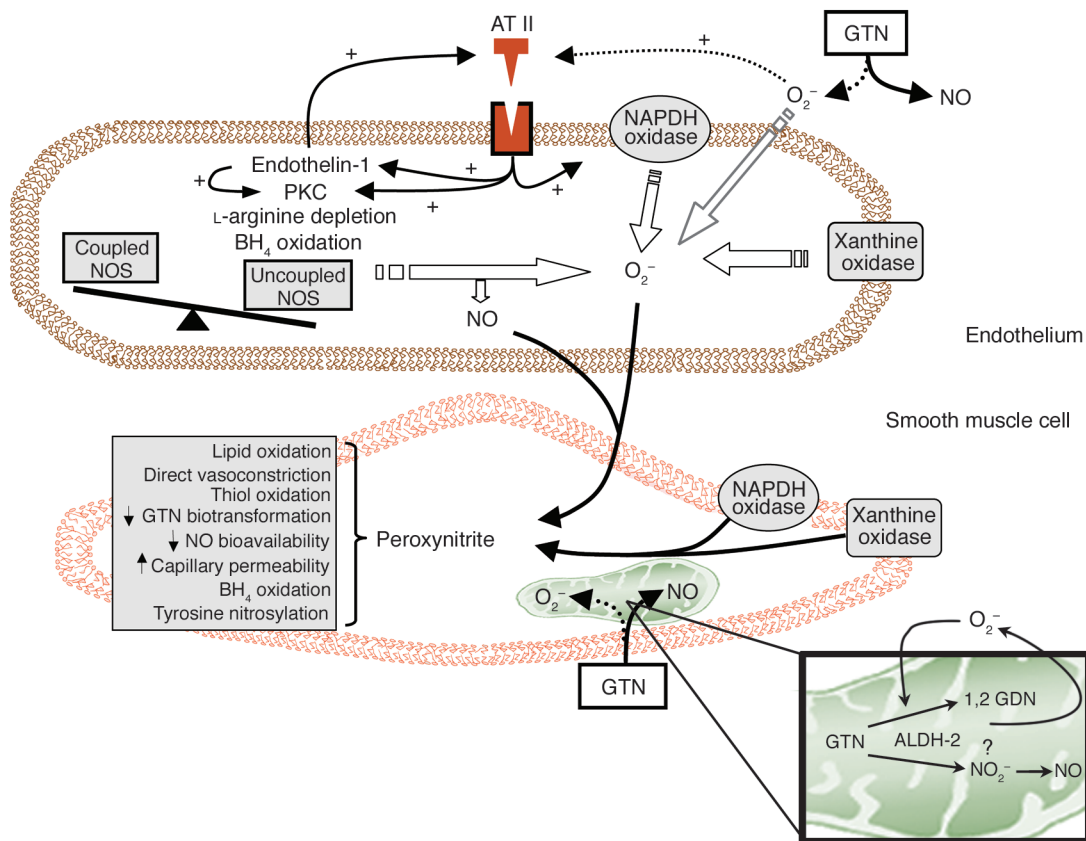 AT II
GTN
+
+
O₂⁻
NO
NAPDH
oxidase
Endothelin-1
+
+
+
PKC
+
L-arginine depletion
BH₄ oxidation
Coupled
NOS
Uncoupled
NOS
O₂⁻
Xanthine
oxidase
NO
Endothelium
Smooth muscle cell
Lipid oxidation
Direct vasoconstriction
Thiol oxidation
↓ GTN biotransformation
↓ NO bioavailability
↑ Capillary permeability
BH₄ oxidation
Tyrosine nitrosylation
Peroxynitrite
NAPDH
oxidase
Xanthine
oxidase
O₂⁻
NO
GTN
O₂⁻
1,2 GDN
GTN
ALDH-2
?
NO₂⁻
NO